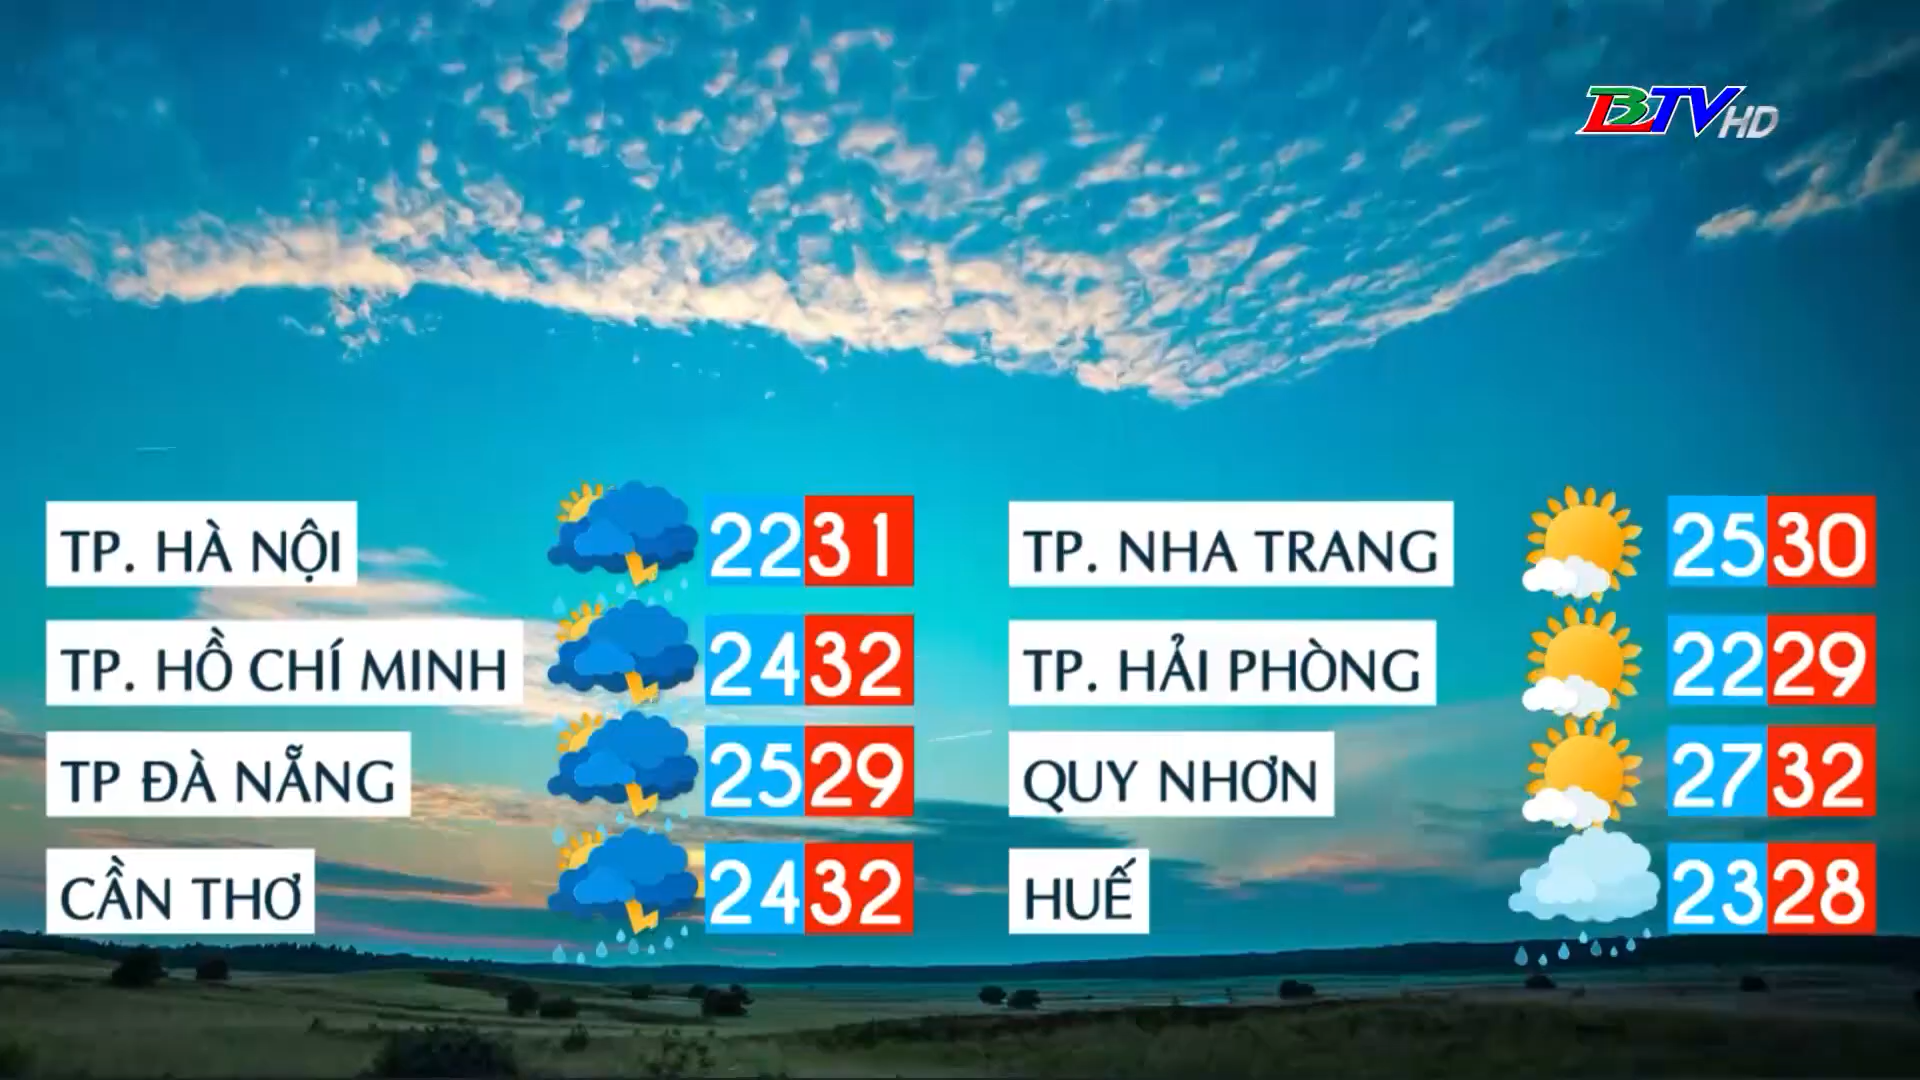 BTV HD
TP. HÀ NỘI 22 31
TP. HỒ CHÍ MINH 24 32
TP ĐÀ NẴNG 25 29
CẦN THƠ 24 32
TP. NHA TRANG 25 30
TP. HẢI PHÒNG 22 29
QUY NHƠN 27 32
HUẾ 23 28